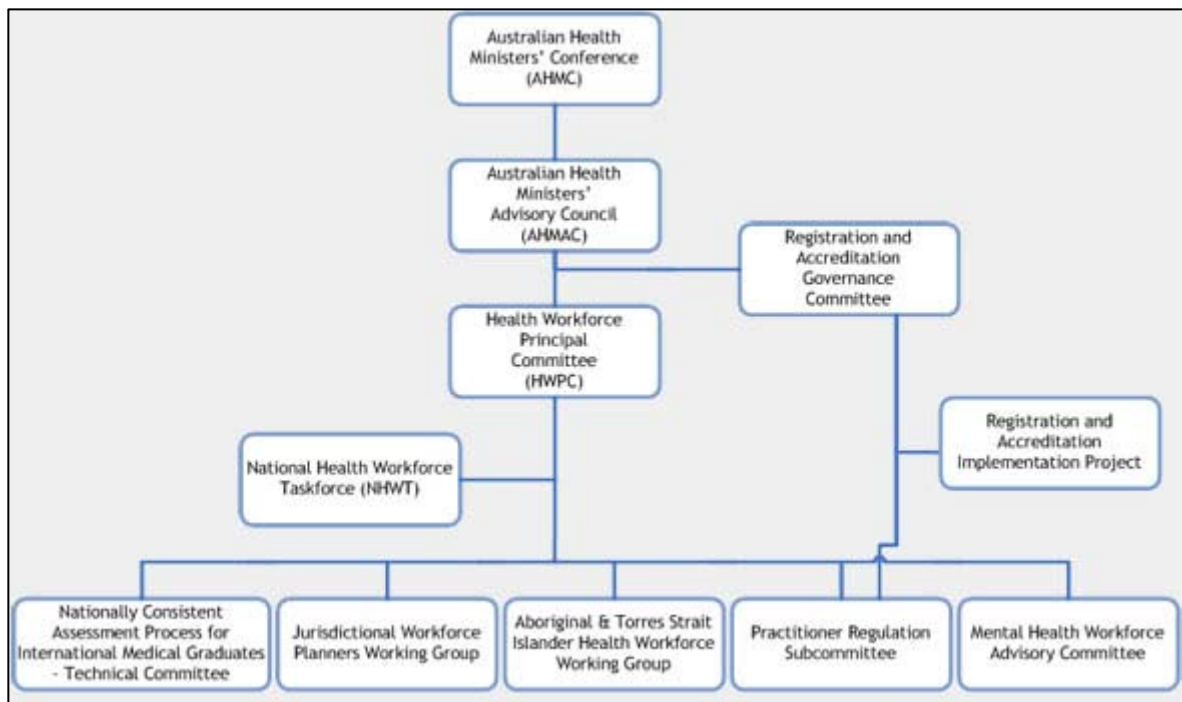 Australian Health
Ministers' Conference
(AHMC)
Australian Health
Ministers'
Advisory Council
(AHMAC)
Registration and
Accreditation
Governance
Committee
Health Workforce
Principal
Committee
(HWPC)
Registration and
Accreditation
Implementation Project
National Health Workforce
Taskforce (NHWT)
Nationally Consistent
Assessment Process for
International Medical Graduates
- Technical Committee
Jurisdictional Workforce
Planners Working Group
Aboriginal & Torres Strait
Islander Health Workforce
Working Group
Practitioner Regulation
Subcommittee
Mental Health Workforce
Advisory Committee